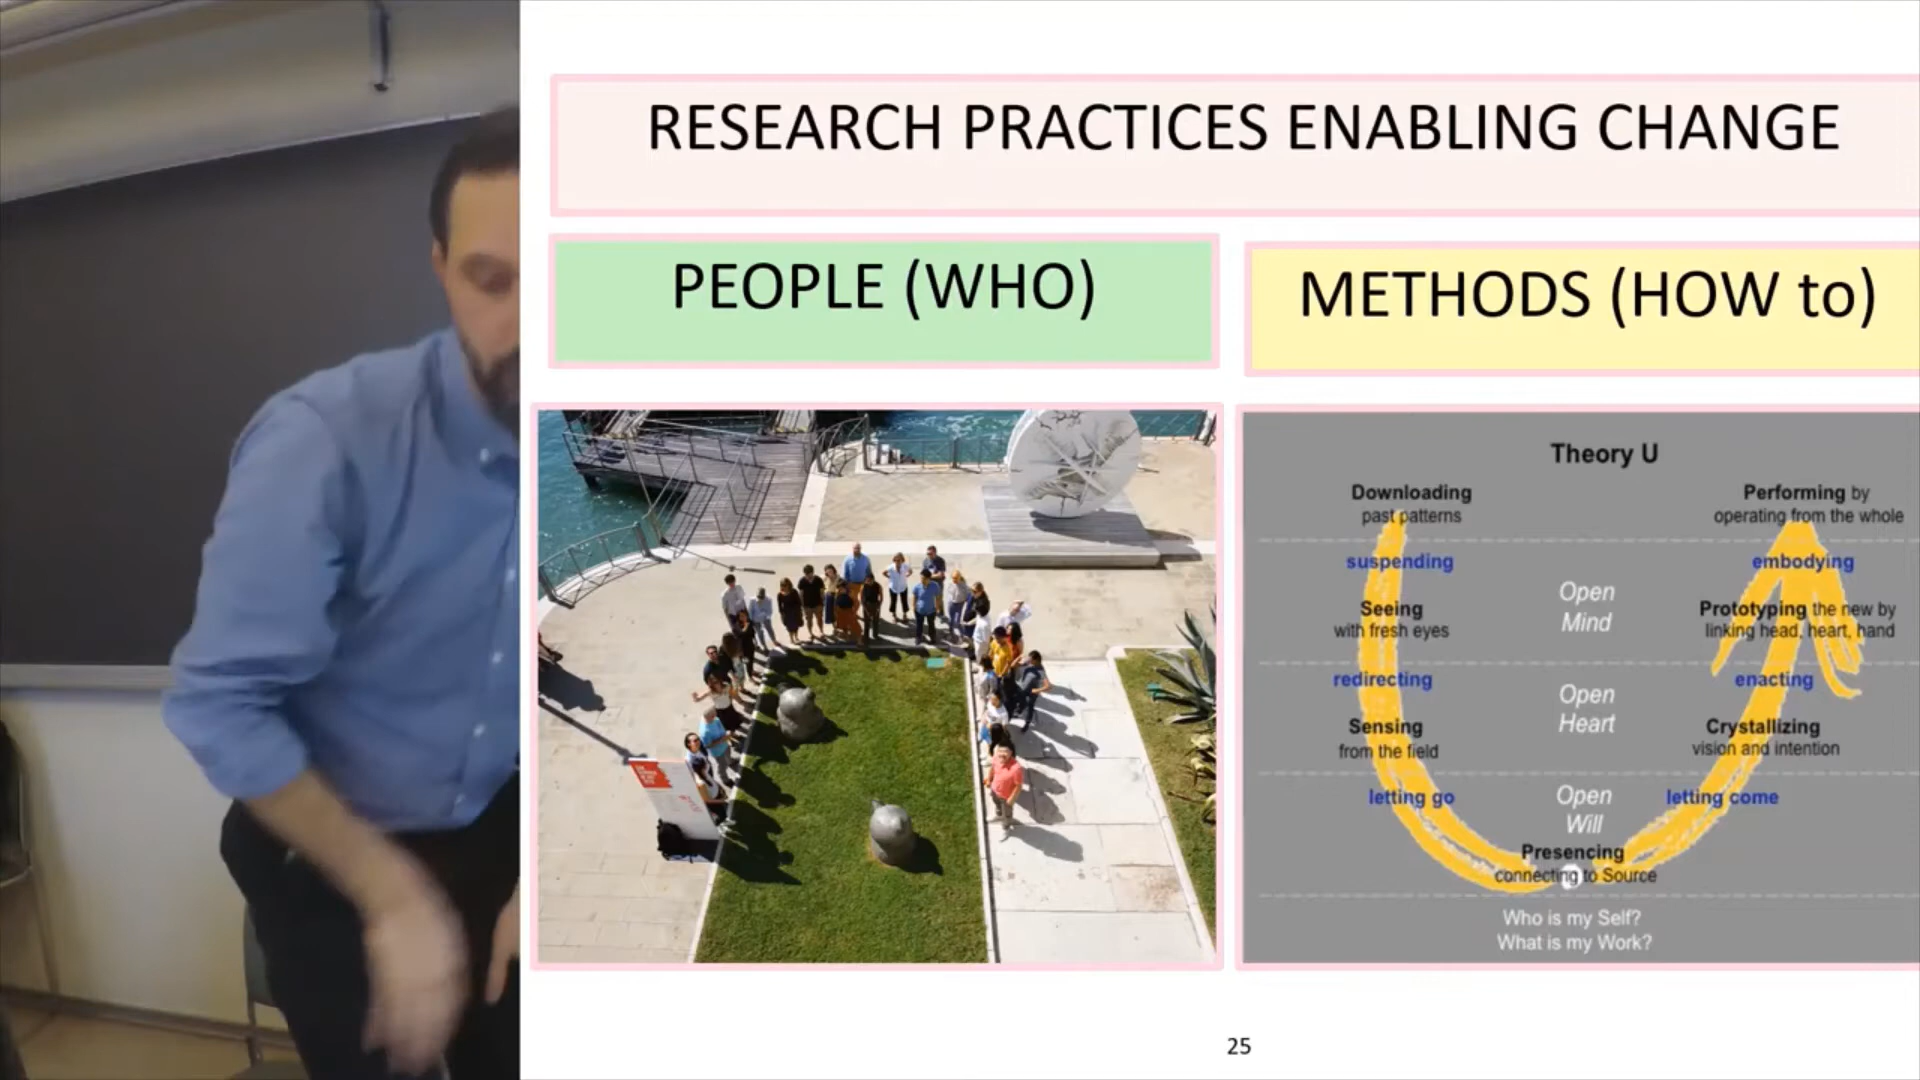 RESEARCH PRACTICES ENABLING CHANGE
PEOPLE (WHO)
METHODS (HOW to)
Theory U
Downloading
past patterns
Performing by
operating from the whole
suspending
embodying
Open
Mind
Seeing
with fresh eyes
Prototyping the new by
linking head, heart, hand
redirecting
enacting
Open
Heart
Sensing
from the field
Crystallizing
vision and intention
letting go
Open
Will
letting come
Presencing
connecting to Source
Who is my Self?
What is my Work?
25